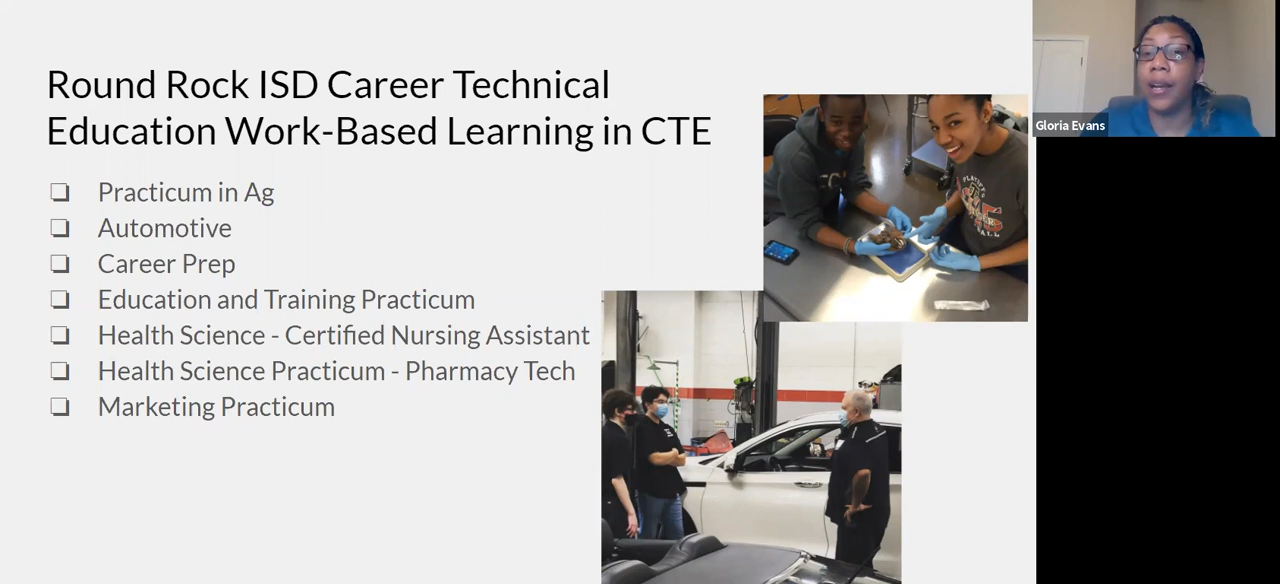 Round Rock ISD Career Technical
Education Work-Based Learning in CTE
Practicum in Ag
Automotive
Career Prep
Education and Training Practicum
Health Science - Certified Nursing Assistant
Health Science Practicum - Pharmacy Tech
Marketing Practicum
Gloria Evans